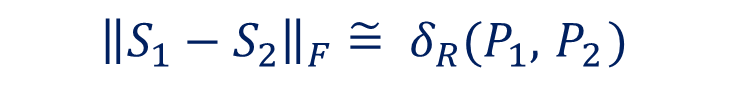 ‖S₁ − S₂‖_F ≅ δ_R(P₁, P₂)